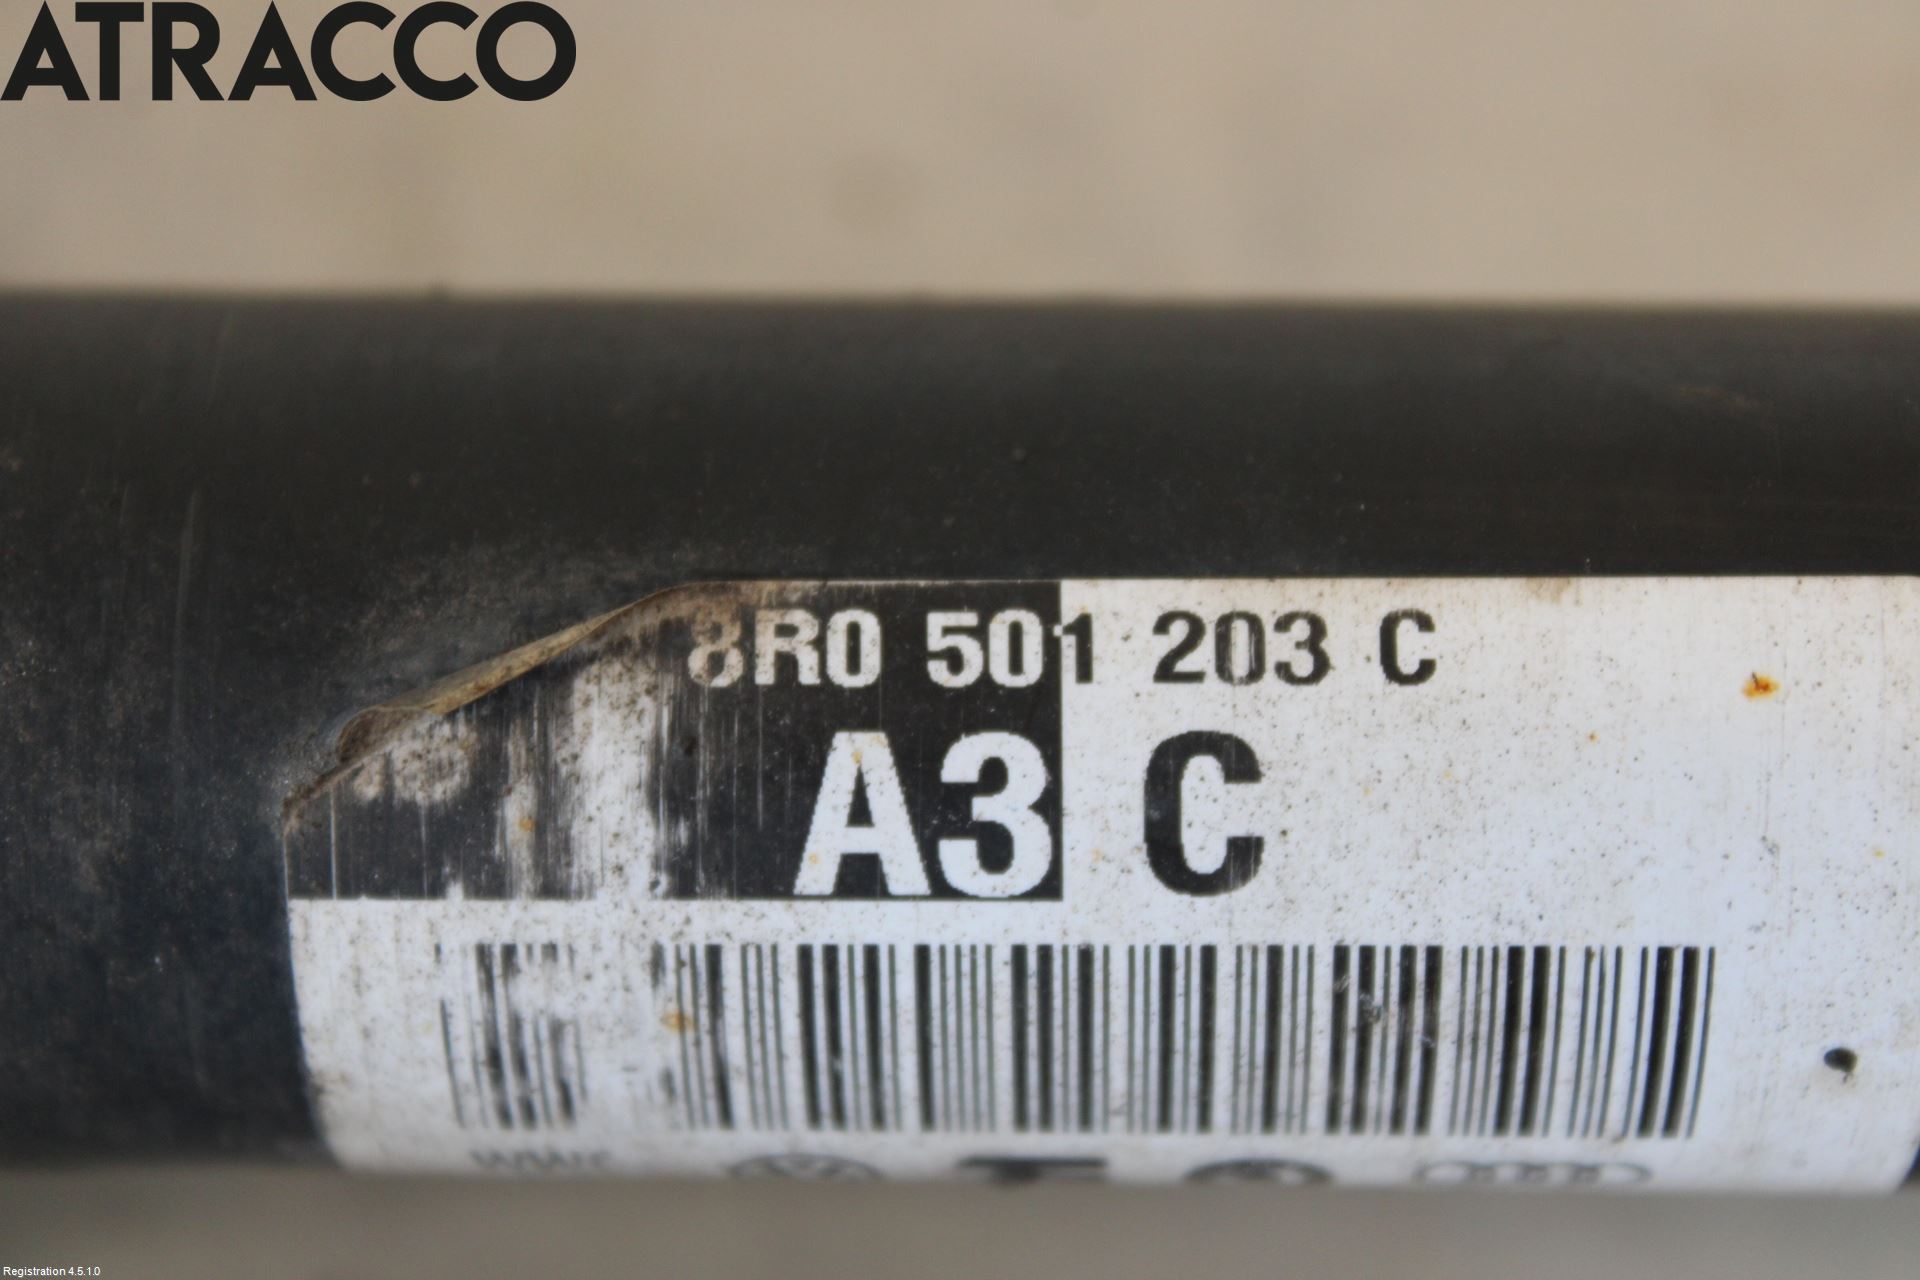 ATRACCO
8R0 501 203 C
A3 C
Registration 4.5.1.0